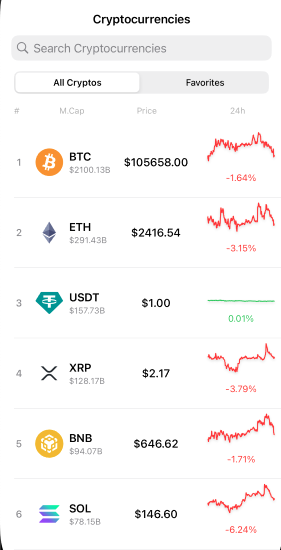 Cryptocurrencies
Search Cryptocurrencies
All Cryptos Favorites
# M.Cap Price 24h
1 BTC $2100.13B $105658.00 -1.64%
2 ETH $291.43B $2416.54 -3.15%
3 USDT $157.73B $1.00 0.01%
4 XRP $128.17B $2.17 -3.79%
5 BNB $94.07B $646.62 -1.71%
6 SOL $78.15B $146.60 -6.24%